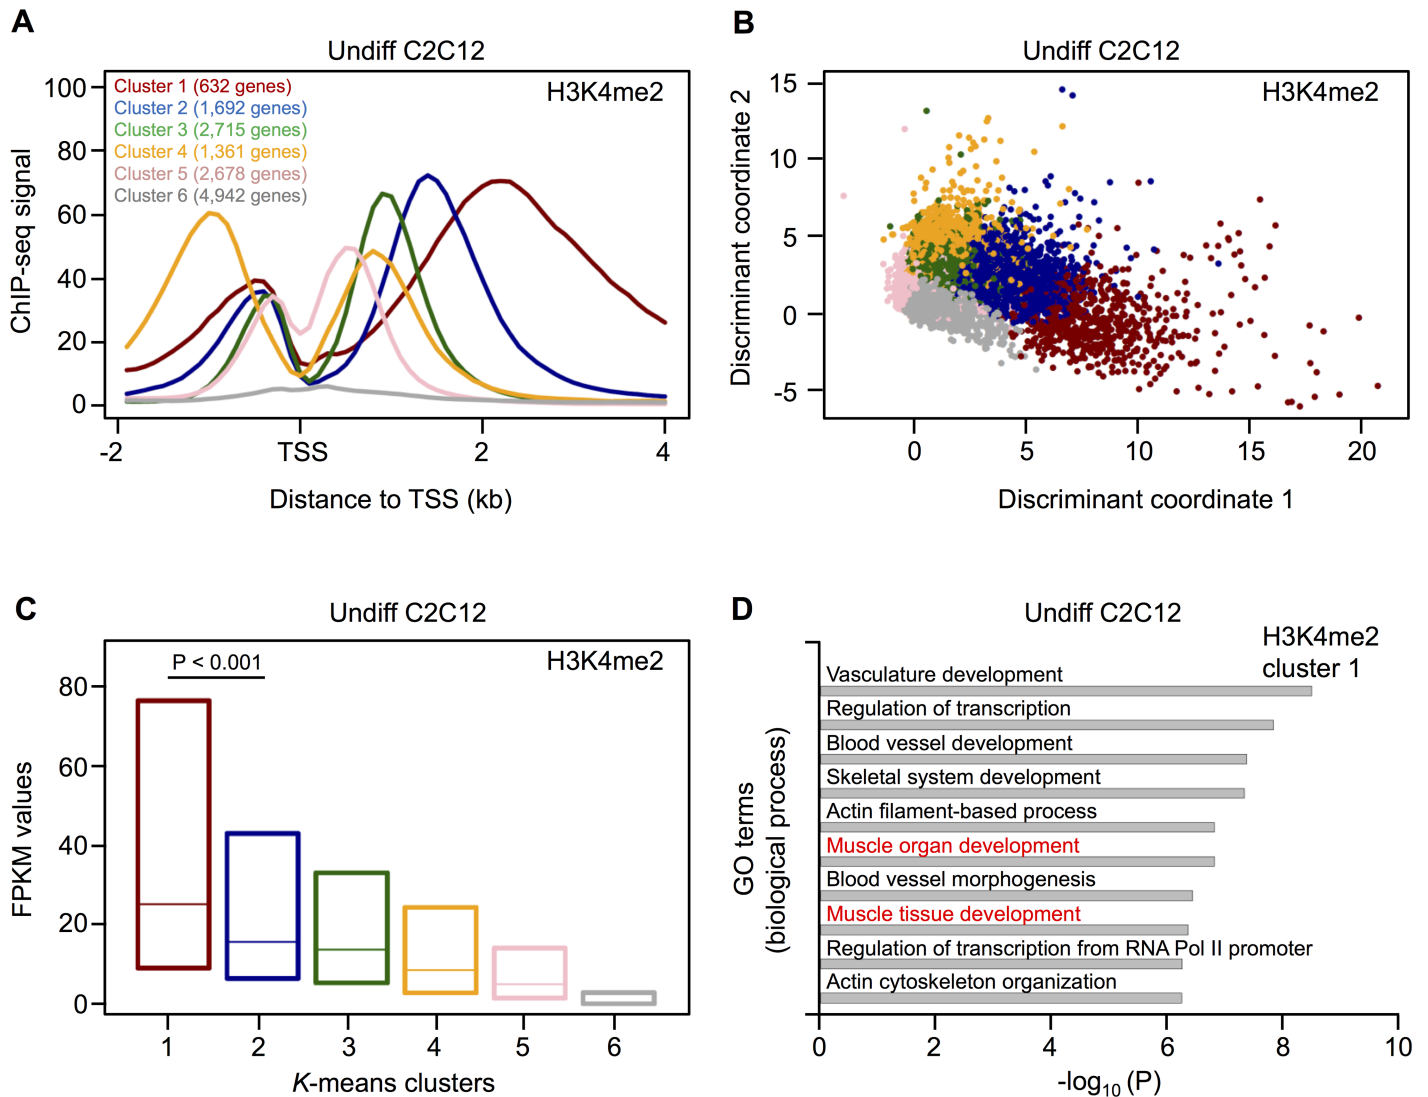 A
Undiff C2C12
H3K4me2
Cluster 1 (632 genes)
Cluster 2 (1,692 genes)
Cluster 3 (2,715 genes)
Cluster 4 (1,361 genes)
Cluster 5 (2,678 genes)
Cluster 6 (4,942 genes)
ChIP-seq signal
100
80
60
40
20
0
-2
TSS
2
4
Distance to TSS (kb)
B
Undiff C2C12
H3K4me2
Discriminant coordinate 2
15
10
5
0
-5
0
5
10
15
20
Discriminant coordinate 1
C
Undiff C2C12
H3K4me2
P < 0.001
FPKM values
80
60
40
20
0
1
2
3
4
5
6
K-means clusters
D
Undiff C2C12
H3K4me2
cluster 1
GO terms
(biological process)
Vasculature development
Regulation of transcription
Blood vessel development
Skeletal system development
Actin filament-based process
Muscle organ development
Blood vessel morphogenesis
Muscle tissue development
Regulation of transcription from RNA Pol II promoter
Actin cytoskeleton organization
0
2
4
6
8
10
-log10 (P)